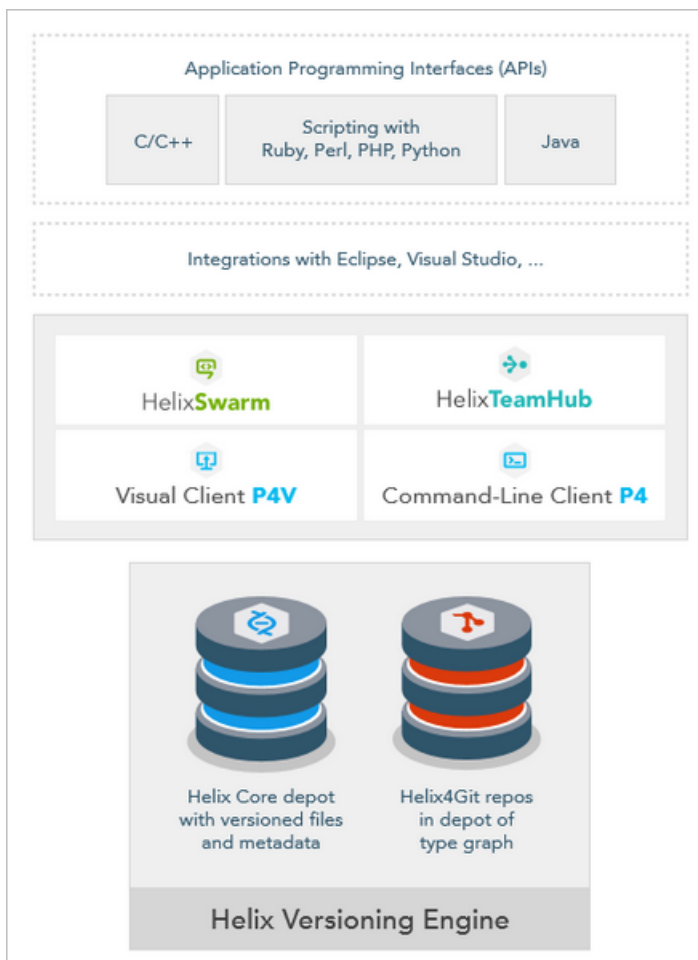 Application Programming Interfaces (APIs)
C/C++
Scripting with
Ruby, Perl, PHP, Python
Java
Integrations with Eclipse, Visual Studio, ...
HelixSwarm
HelixTeamHub
Visual Client P4V
Command-Line Client P4
Helix Core depot
with versioned files
and metadata
Helix4Git repos
in depot of
type graph
Helix Versioning Engine